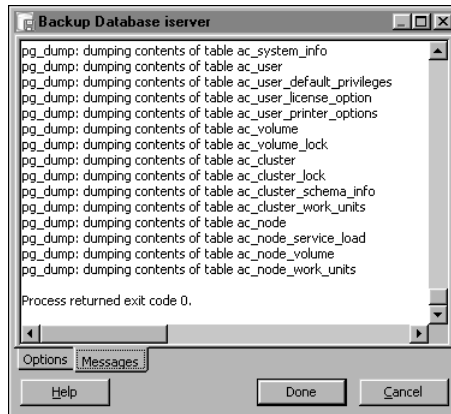 Backup Database iserver
pg_dump: dumping contents of table ac_system_info
pg_dump: dumping contents of table ac_user
pg_dump: dumping contents of table ac_user_default_privileges
pg_dump: dumping contents of table ac_user_license_option
pg_dump: dumping contents of table ac_user_printer_options
pg_dump: dumping contents of table ac_volume
pg_dump: dumping contents of table ac_volume_lock
pg_dump: dumping contents of table ac_cluster
pg_dump: dumping contents of table ac_cluster_lock
pg_dump: dumping contents of table ac_cluster_schema_info
pg_dump: dumping contents of table ac_cluster_work_units
pg_dump: dumping contents of table ac_node
pg_dump: dumping contents of table ac_node_service_load
pg_dump: dumping contents of table ac_node_volume
pg_dump: dumping contents of table ac_node_work_units
Process returned exit code 0.
Options Messages
Help Done Cancel